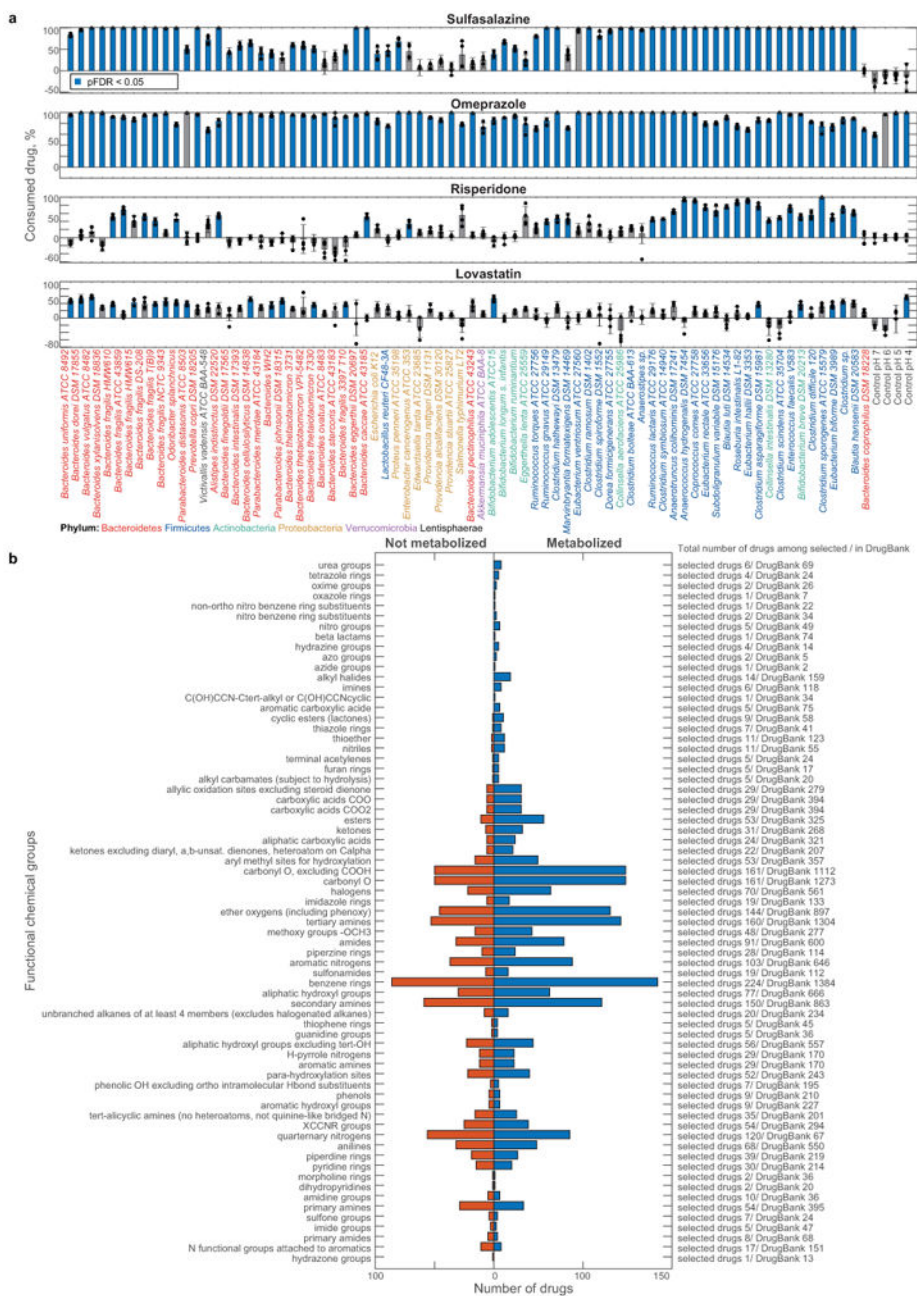 a
Sulfasalazine
100
50
0
-50
pFDR < 0.05
Omeprazole
100
50
0
Consumed drug, %
Risperidone
100
50
0
-60
Lovastatin
100
50
0
-80
Bacteroides uniformis ATCC 8492
Bacteroides dorei DSM 17855
Bacteroides vulgatus ATCC 8482
Bacteroides xylanisolvens DSM 18836
Bacteroides fragilis HMW610
Bacteroides fragilis ATCC 43859
Bacteroides fragilis HMW615
Bacteroides fragilis DS-208
Bacteroides fragilis T(B)9
Bacteroides fragilis NCTC 9343
Odoribacter splanchnicus
Parabacteroides distasonis ATCC 8503
Prevotella copri DSM 18205
Victivallis vadensis ATCC BAA-548
Alistipes indistinctus DSM 22520
Bacteroides finegoldii DSM 17565
Bacteroides intestinalis DSM 17393
Bacteroides cellulosilyticus DSM 14838
Parabacteroides merdae ATCC 43184
Bacteroides WH2
Parabacteroides johnsonii DSM 18315
Bacteroides thetaiotaomicron 3731
Bacteroides thetaiotaomicron VPI-5482
Bacteroides thetaiotaomicron 7330
Bacteroides ovatus ATCC 8483
Bacteroides stercoris ATCC 43183
Bacteroides fragilis 3397 T10
Bacteroides eggerthii DSM 20697
Bacteroides caccae ATCC 43185
Escherichia coli K12
Lactobacillus reuteri CF48-3A
Proteus penneri ATCC 35198
Enterobacter cancerogenus ATCC
Edwardsiella tarda ATCC 23685
Providencia rettgeri DSM 1131
Providencia alcalifaciens DSM 30120
Provencia stuartii ATCC
Salmonella typhimurium LT2
Bacteroides pectinophilus ATCC 43243
Akkermansia muciniphila ATCC BAA-8
Bifidobacterium adolescentis ATCC
Bifidobacterium longum infantis
Bifidobacterium ruminantium
Eggerthella lenta ATCC 25559
Ruminococcus torques ATCC 27756
Ruminococcus gnavus ATCC 29149
Clostridium hathewayi DSM 13479
Marvinbryantia formatexigens DSM 14469
Eubacterium ventriosum ATCC 27560
Clostridium nexile DSM 1402
Clostridium spiroforme DSM 1552
Dorea formicigenerans ATCC 27755
Collinsella aerofaciens ATCC 25986
Clostridium bolteae ATCC BAA613
Anaerostipes sp.
Ruminococcus lactaris ATCC 29176
Clostridium symbiosum ATCC 14940
Anaerotruncus colihominis DSM 17241
Anaerococcus hydrogenalis DSM 7454
Coprococcus comes ATCC 27758
Eubacterium rectale ATCC 33656
Subdoligranulum variabile DSM 15176
Blautia luti DSM 14534
Roseburia intestinalis L1-82
Eubacterium hallii DSM 3353
Clostridium asparagiforme DSM 15981
Collinsella intestinalis DSM 13280
Clostridium scindens ATCC 35704
Enterococcus faecalis V583
Bifidobacterium breve DSM 20213
Clostridium difficile 120
Clostridium sporogenes ATCC 15579
Eubacterium biforme DSM 3989
Clostridium sp.
Blautia hansenii DSM 20583
Bacteroides coprophilus DSM 18228
Control pH 7
Control pH 6
Control pH 5
Control pH 4
Phylum: Bacteroidetes Firmicutes Actinobacteria Proteobacteria Verrucomicrobia Lentisphaerae
b
Not metabolized
Metabolized
Total number of drugs among selected / in DrugBank
Functional chemical groups
urea groups selected drugs 6/ DrugBank 69
tetrazole rings selected drugs 4/ DrugBank 24
oxime groups selected drugs 2/ DrugBank 26
oxazole rings selected drugs 1/ DrugBank 7
non-ortho nitro benzene ring substituents selected drugs 1/ DrugBank 22
nitro benzene ring substituents selected drugs 2/ DrugBank 34
nitro groups selected drugs 5/ DrugBank 49
beta lactams selected drugs 1/ DrugBank 74
hydrazine groups selected drugs 4/ DrugBank 14
azo groups selected drugs 2/ DrugBank 5
azide groups selected drugs 1/ DrugBank 2
alkyl halides selected drugs 14/ DrugBank 159
imines selected drugs 6/ DrugBank 118
C(OH)CCN-Ctert-alkyl or C(OH)CCNcyclic selected drugs 1/ DrugBank 34
aromatic carboxylic acide selected drugs 5/ DrugBank 75
cyclic esters (lactones) selected drugs 9/ DrugBank 58
thiazole rings selected drugs 7/ DrugBank 41
thioether selected drugs 11/ DrugBank 123
nitriles selected drugs 11/ DrugBank 55
terminal acetylenes selected drugs 5/ DrugBank 24
furan rings selected drugs 5/ DrugBank 17
alkyl carbamates (subject to hydrolysis) selected drugs 5/ DrugBank 20
allylic oxidation sites excluding steroid dienone selected drugs 29/ DrugBank 279
carboxylic acids COO selected drugs 29/ DrugBank 394
carboxylic acids COO2 selected drugs 29/ DrugBank 394
esters selected drugs 53/ DrugBank 325
ketones selected drugs 31/ DrugBank 268
aliphatic carboxylic acids selected drugs 24/ DrugBank 321
ketones excluding diaryl, a,b-unsat. dienones, heteroatom on Calpha selected drugs 22/ DrugBank 207
aryl methyl sites for hydroxylation selected drugs 53/ DrugBank 357
carbonyl O, excluding COOH selected drugs 161/ DrugBank 1112
carbonyl O selected drugs 161/ DrugBank 1273
halogens selected drugs 70/ DrugBank 561
imidazole rings selected drugs 19/ DrugBank 133
ether oxygens (including phenoxy) selected drugs 144/ DrugBank 897
tertiary amines selected drugs 160/ DrugBank 1304
methoxy groups -OCH3 selected drugs 48/ DrugBank 277
amides selected drugs 91/ DrugBank 600
piperzine rings selected drugs 28/ DrugBank 114
aromatic nitrogens selected drugs 103/ DrugBank 646
sulfonamides selected drugs 19/ DrugBank 112
benzene rings selected drugs 224/ DrugBank 1384
aliphatic hydroxyl groups selected drugs 77/ DrugBank 666
secondary amines selected drugs 150/ DrugBank 863
unbranched alkanes of at least 4 members (excludes halogenated alkanes) selected drugs 20/ DrugBank 234
thiophene rings selected drugs 5/ DrugBank 45
guanidine groups selected drugs 5/ DrugBank 36
aliphatic hydroxyl groups excluding tert-OH selected drugs 56/ DrugBank 557
H-pyrrole nitrogens selected drugs 29/ DrugBank 170
aromatic amines selected drugs 29/ DrugBank 170
para-hydroxylation sites selected drugs 52/ DrugBank 243
phenolic OH excluding ortho intramolecular Hbond substituents selected drugs 7/ DrugBank 195
phenols selected drugs 9/ DrugBank 210
aromatic hydroxyl groups selected drugs 9/ DrugBank 227
tert-alicyclic amines (no heteroatoms, not quinine-like bridged N) selected drugs 35/ DrugBank 201
XCCNR groups selected drugs 54/ DrugBank 294
quarternary nitrogens selected drugs 120/ DrugBank 67
anilines selected drugs 68/ DrugBank 550
piperdine rings selected drugs 39/ DrugBank 219
pyridine rings selected drugs 30/ DrugBank 214
morpholine rings selected drugs 2/ DrugBank 36
dihydropyridines selected drugs 2/ DrugBank 20
amidine groups selected drugs 10/ DrugBank 36
primary amines selected drugs 54/ DrugBank 395
sulfone groups selected drugs 7/ DrugBank 24
imide groups selected drugs 5/ DrugBank 47
primary amides selected drugs 8/ DrugBank 68
N functional groups attached to aromatics selected drugs 17/ DrugBank 151
hydrazone groups selected drugs 1/ DrugBank 13
100 0 100 150
Number of drugs